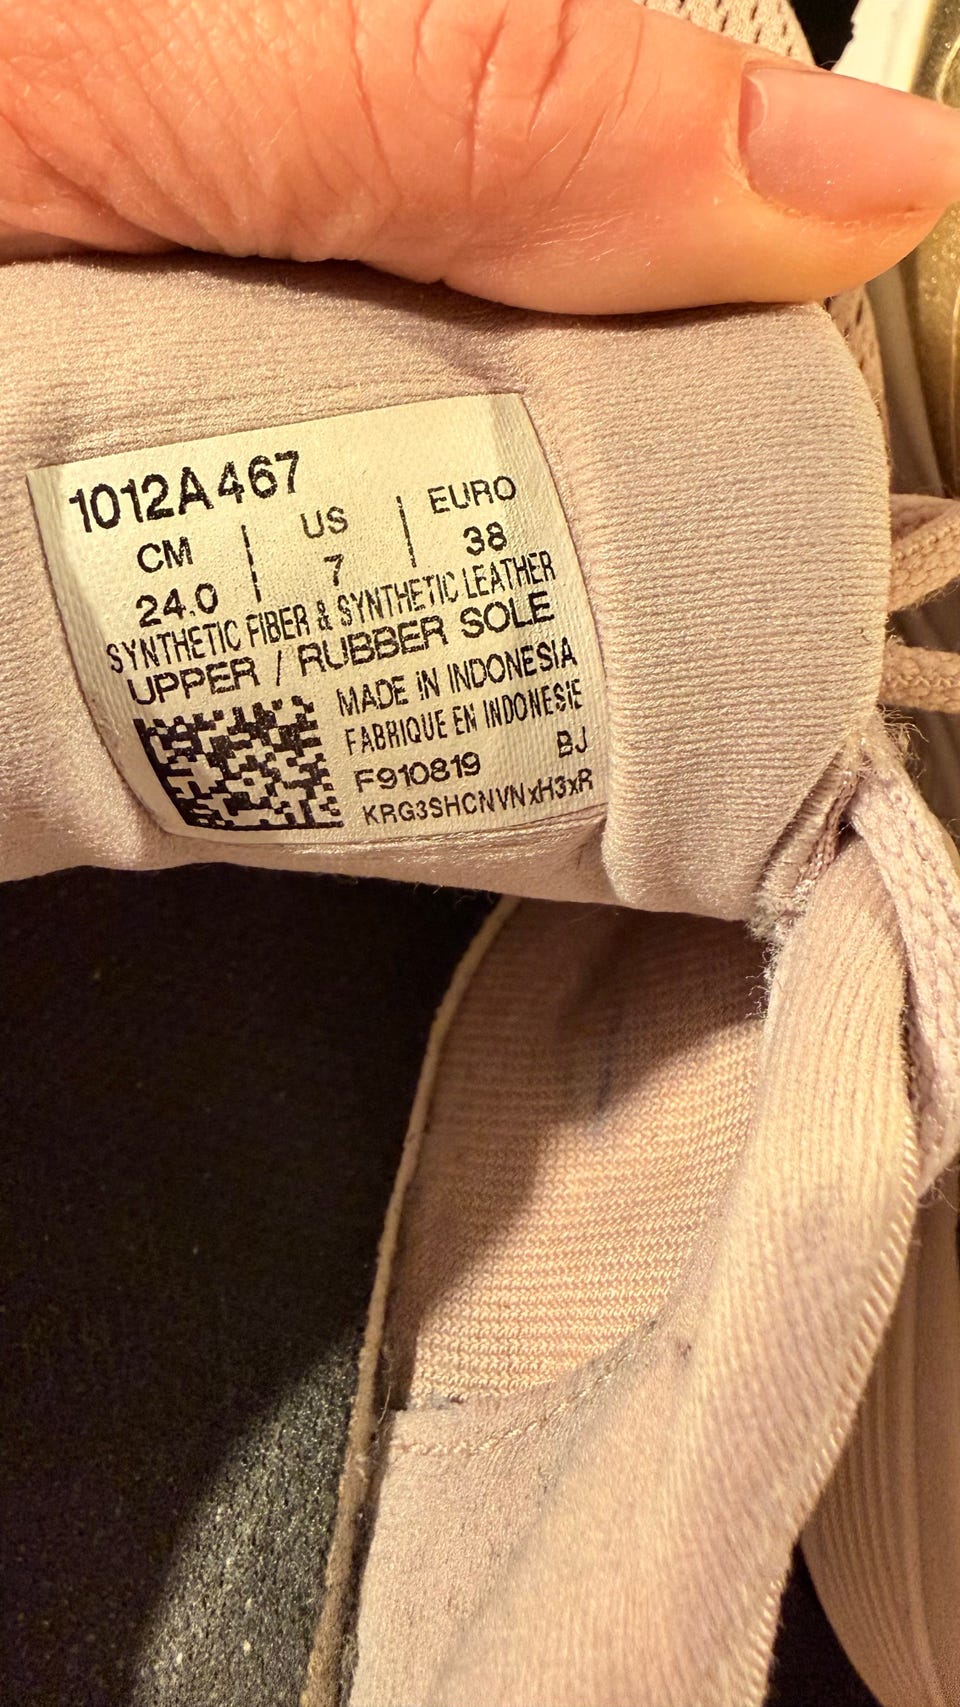 1012A467
CM | US | EURO
24.0 | 7 | 38
SYNTHETIC FIBER & SYNTHETIC LEATHER
UPPER / RUBBER SOLE
MADE IN INDONESIA
FABRIQUE EN INDONESIE
F910819 BJ
KRG3SHCNVNxH3xR